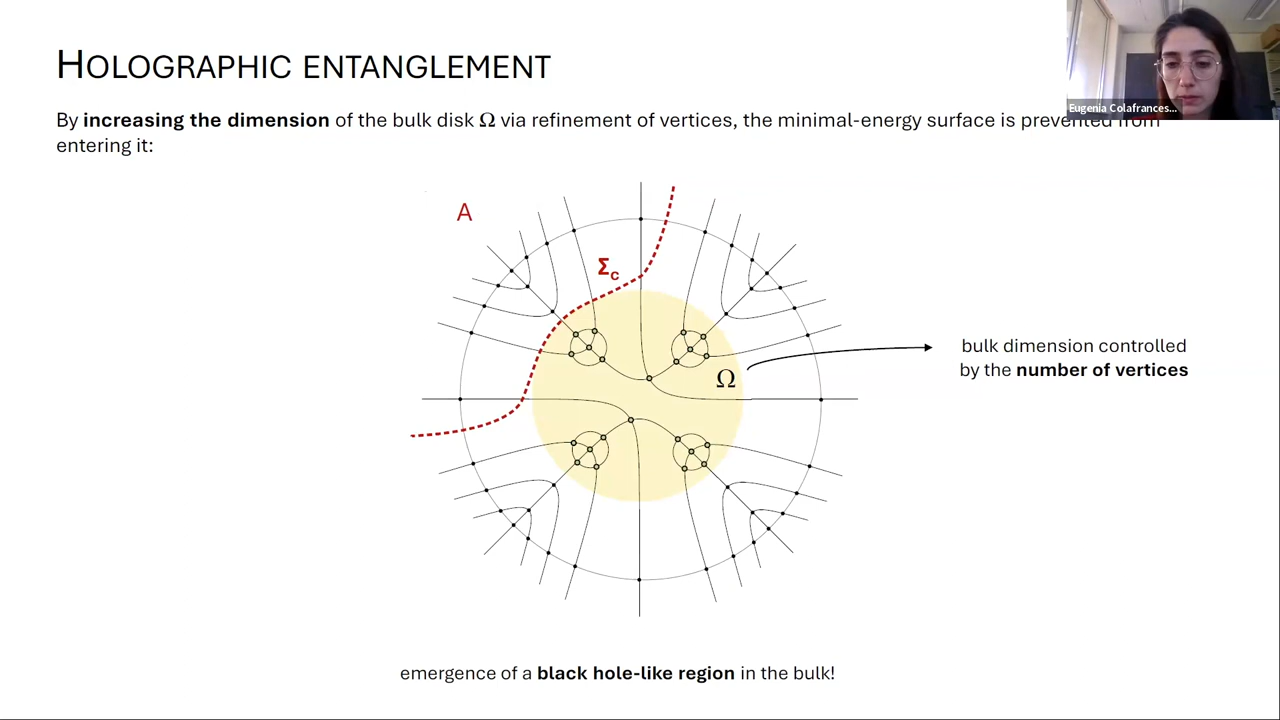 HOLOGRAPHIC ENTANGLEMENT
Eugenia Colafrances...
By increasing the dimension of the bulk disk Ω via refinement of vertices, the minimal-energy surface is prevented from
entering it:
A
Σc
Ω
bulk dimension controlled
by the number of vertices
emergence of a black hole-like region in the bulk!